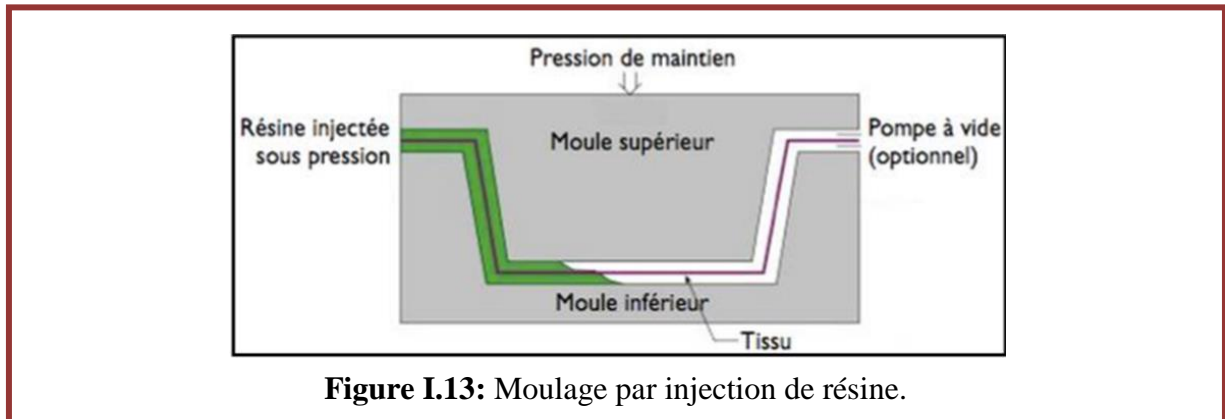 Pression de maintien
Résine injectée
sous pression
Moule supérieur
Pompe à vide
(optionnel)
Moule inférieur
Tissu
Figure I.13: Moulage par injection de résine.